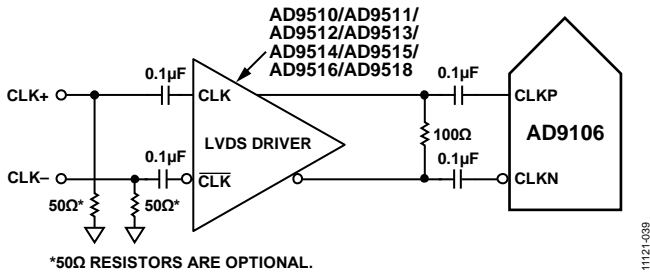 AD9510/AD9511/
AD9512/AD9513/
AD9514/AD9515/
AD9516/AD9518
0.1µF
0.1µF
CLK+
CLK
CLKP
LVDS DRIVER
100Ω
AD9106
0.1µF
0.1µF
CLK–
CLK
CLKN
50Ω*
50Ω*
*50Ω RESISTORS ARE OPTIONAL.
11121-039